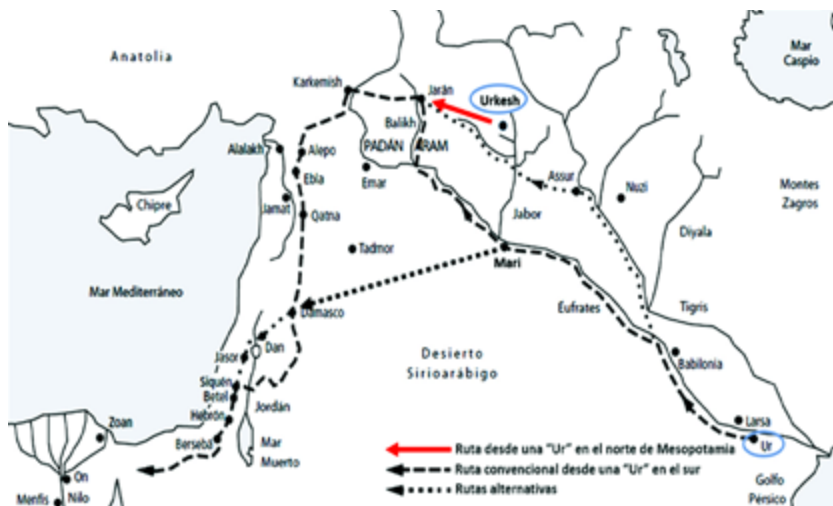 Anatolia
Mar
Caspio
Karkemish
Jarán
Urkesh
Balikh
PADÁN
ARAM
Alalakh
Alepo
Ebla
Emar
Assur
Nuzi
Montes
Zagros
Chipre
Jamat
Qatna
Jabor
Diyala
Tadmor
Mari
Mar Mediterráneo
Damasco
Éufrates
Tigris
Dan
Jasor
Desierto
Sirioarábigo
Babilonia
Siquén
Betel
Jordán
Hebrón
Larsa
Zoan
Berseba
Mar
Muerto
Ur
Ruta desde una "Ur" en el norte de Mesopotamia
Ruta convencional desde una "Ur" en el sur
Rutas alternativas
On
Menfis
Nilo
Golfo
Pérsico